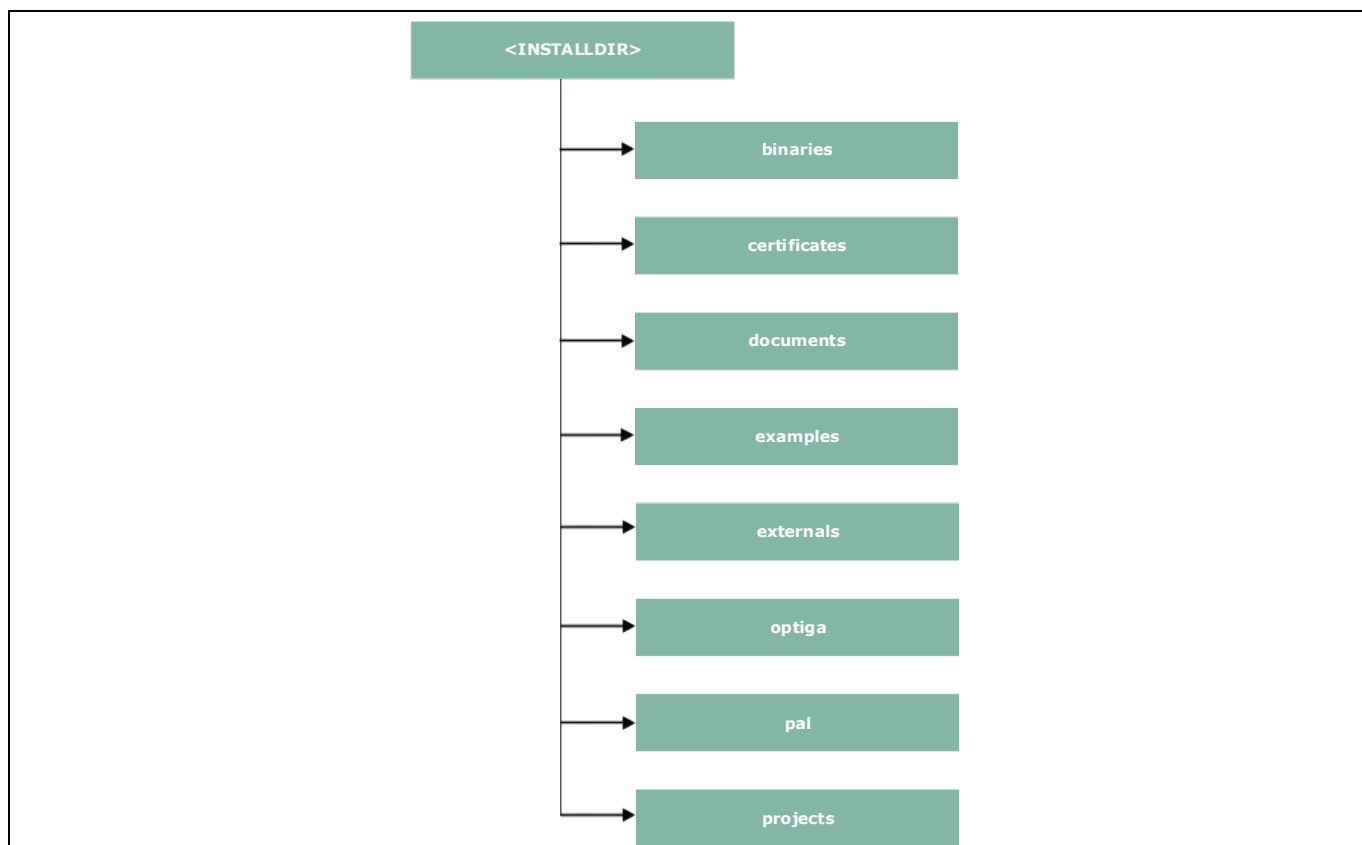 <INSTALLDIR>
binaries
certificates
documents
examples
externals
optiga
pal
projects